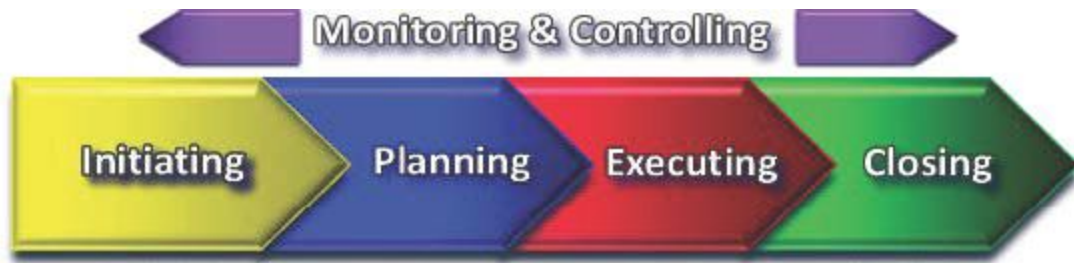 Monitoring & Controlling
Initiating
Planning
Executing
Closing